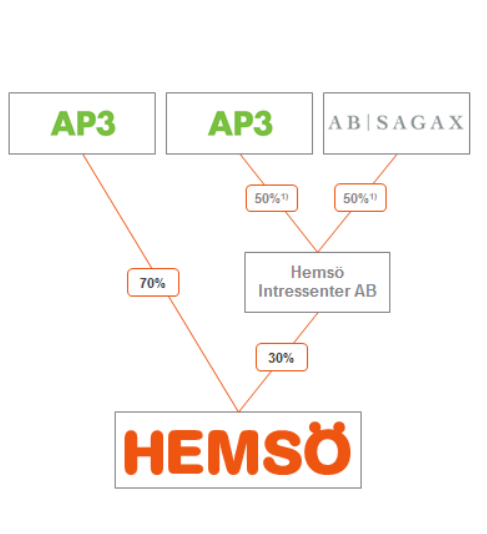 AP3
AP3
AB|SAGAX
50%¹⁾
50%¹⁾
70%
Hemsö
Intressenter AB
30%
HEMSÖ